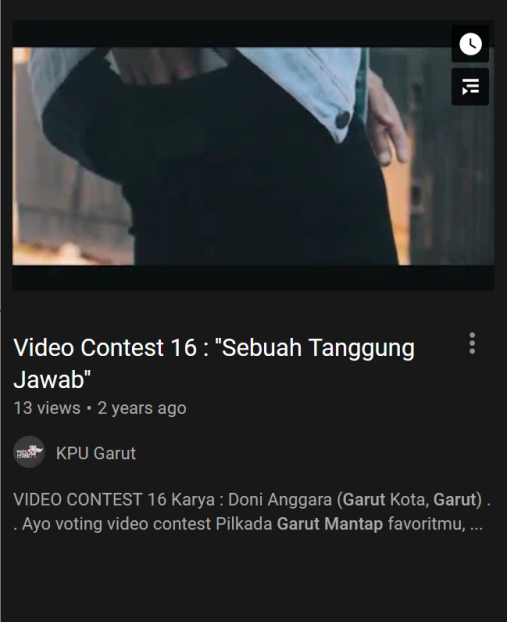 Video Contest 16 : "Sebuah Tanggung
Jawab"
13 views • 2 years ago
KPU Garut
VIDEO CONTEST 16 Karya : Doni Anggara (Garut Kota, Garut) .
. Ayo voting video contest Pilkada Garut Mantap favoritmu, ...